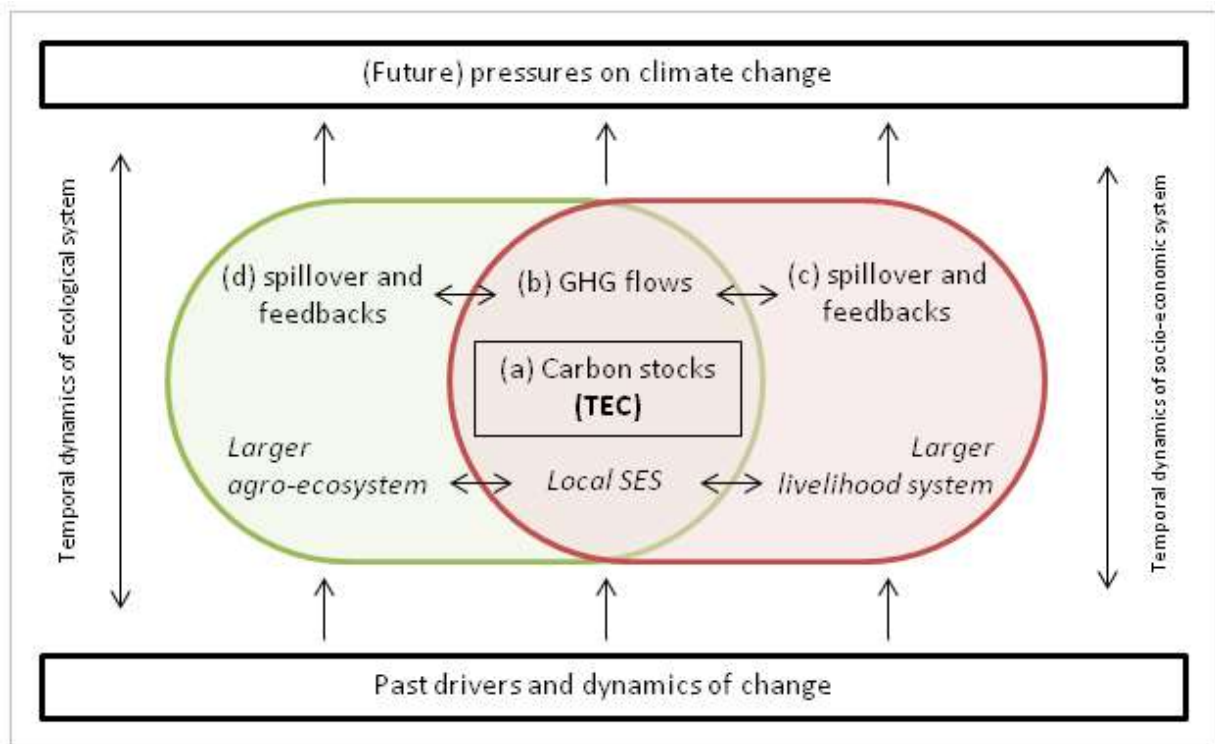 (Future) pressures on climate change
Temporal dynamics of ecological system
(d) spillover and
feedbacks
(b) GHG flows
(c) spillover and
feedbacks
(a) Carbon stocks
(TEC)
Larger
agro-ecosystem
Local SES
Larger
livelihood system
Temporal dynamics of socio-economic system
Past drivers and dynamics of change